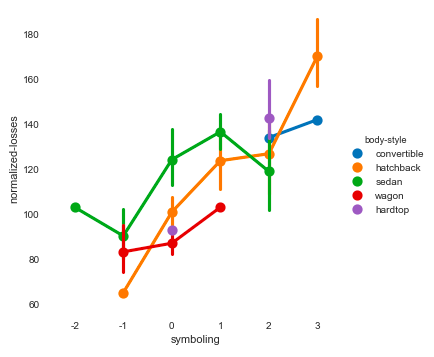 180
160
140
120
100
80
60
normalized-losses
-2 -1 0 1 2 3
symboling
body-style
convertible
hatchback
sedan
wagon
hardtop